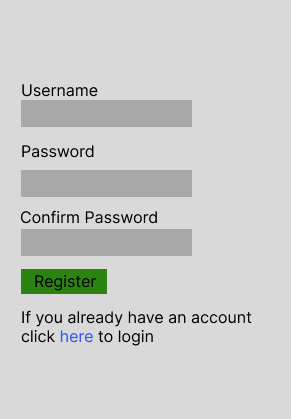 Username
Password
Confirm Password
Register
If you already have an account
click here to login